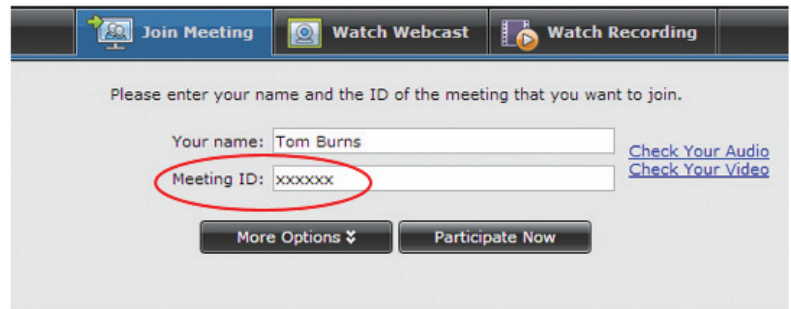 Join Meeting Watch Webcast Watch Recording
Please enter your name and the ID of the meeting that you want to join.
Your name: Tom Burns
Check Your Audio
Meeting ID: xxxxxx
Check Your Video
More Options Participate Now